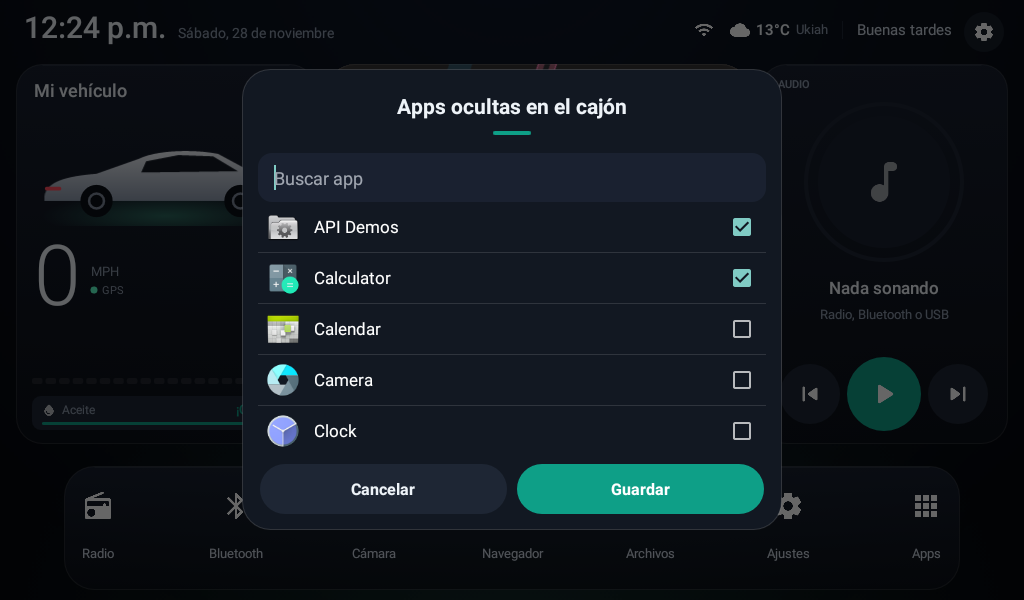 12:24 p.m. Sábado, 28 de noviembre
13°C Ukiah Buenas tardes
Mi vehículo
AUDIO
Apps ocultas en el cajón
Buscar app
API Demos
Calculator
Calendar
Camera
Clock
Cancelar Guardar
0 MPH
GPS
Aceite
Nada sonando
Radio, Bluetooth o USB
Radio Bluetooth Cámara Navegador Archivos Ajustes Apps